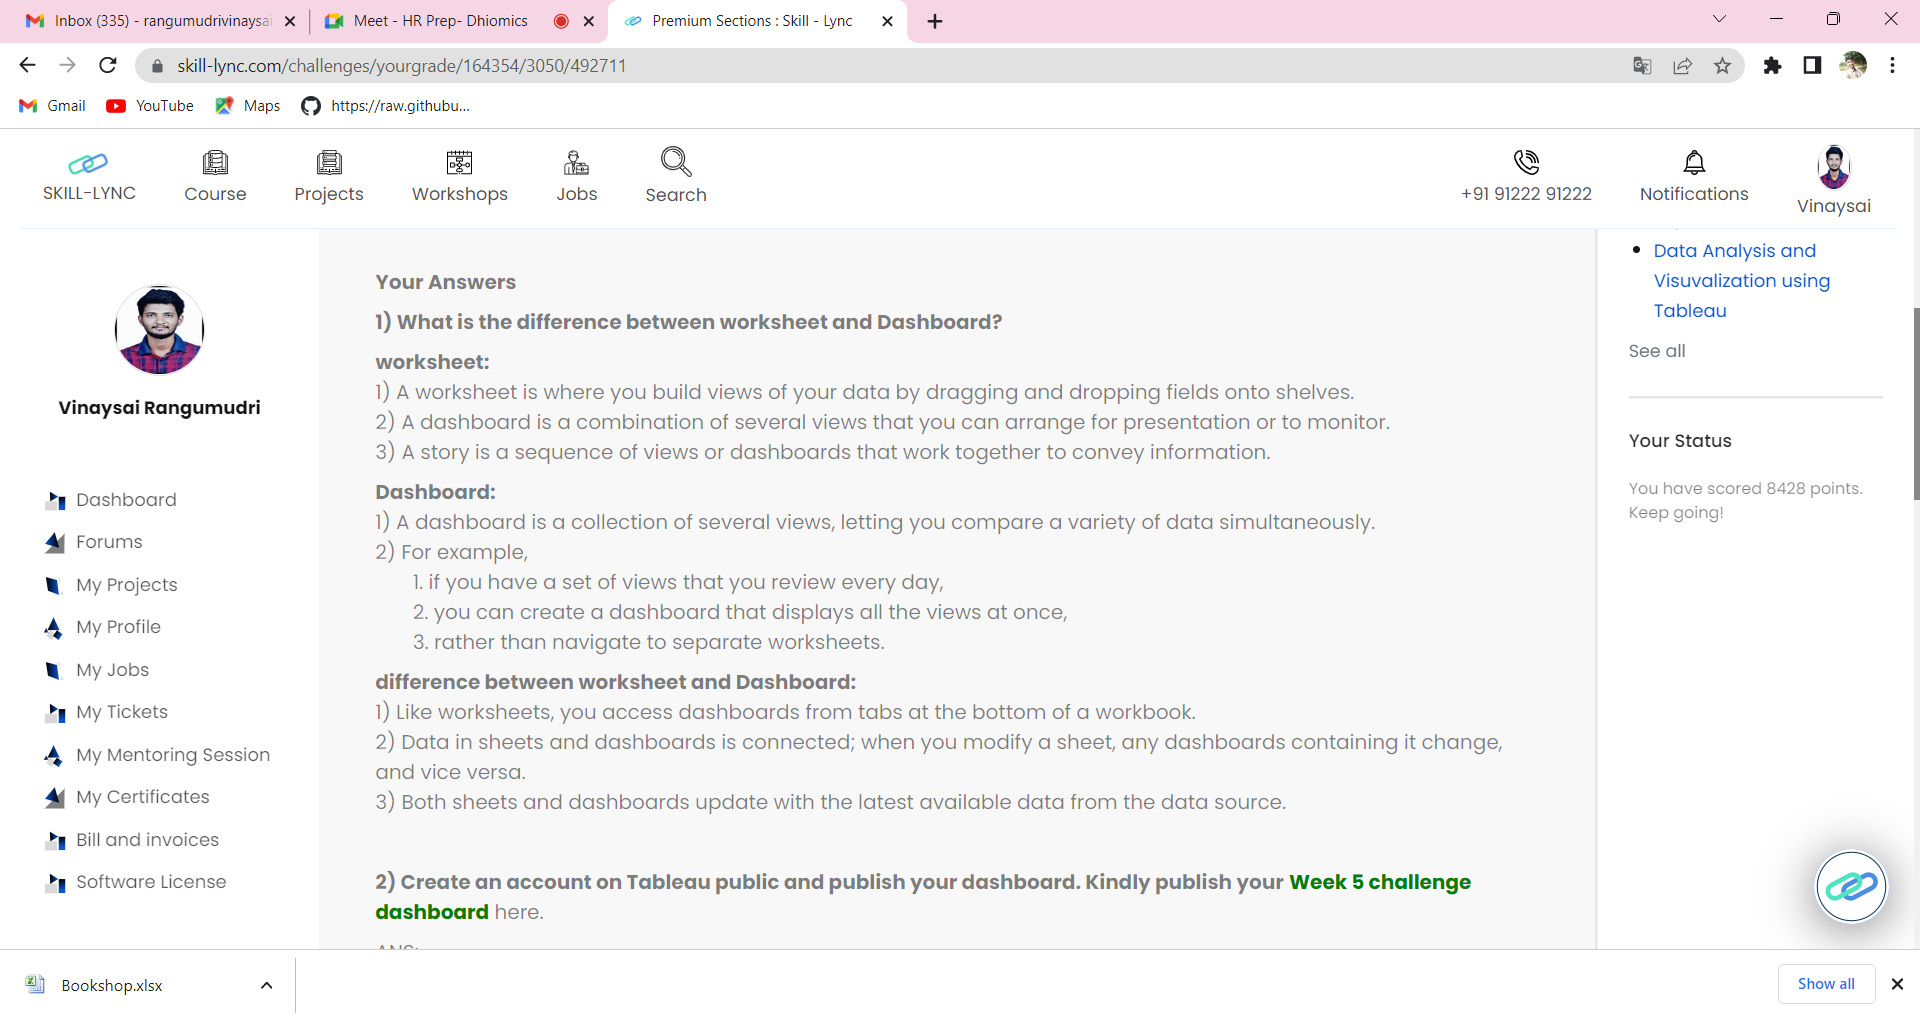 Inbox (335) - rangumudrivinaysai
Meet - HR Prep- Dhiomics
Premium Sections : Skill - Lync
skill-lync.com/challenges/yourgrade/164354/3050/492711
Gmail
YouTube
Maps
https://raw.githubu...
SKILL-LYNC
Course
Projects
Workshops
Jobs
Search
+91 91222 91222
Notifications
Vinaysai
Vinaysai Rangumudri
Dashboard
Forums
My Projects
My Profile
My Jobs
My Tickets
My Mentoring Session
My Certificates
Bill and invoices
Software License
Your Answers
1) What is the difference between worksheet and Dashboard?
worksheet:
1) A worksheet is where you build views of your data by dragging and dropping fields onto shelves.
2) A dashboard is a combination of several views that you can arrange for presentation or to monitor.
3) A story is a sequence of views or dashboards that work together to convey information.
Dashboard:
1) A dashboard is a collection of several views, letting you compare a variety of data simultaneously.
2) For example,
1. if you have a set of views that you review every day,
2. you can create a dashboard that displays all the views at once,
3. rather than navigate to separate worksheets.
difference between worksheet and Dashboard:
1) Like worksheets, you access dashboards from tabs at the bottom of a workbook.
2) Data in sheets and dashboards is connected; when you modify a sheet, any dashboards containing it change,
and vice versa.
3) Both sheets and dashboards update with the latest available data from the data source.
2) Create an account on Tableau public and publish your dashboard. Kindly publish your Week 5 challenge
dashboard here.
ANS:
Data Analysis and
Visuvalization using
Tableau
See all
Your Status
You have scored 8428 points.
Keep going!
Bookshop.xlsx
Show all